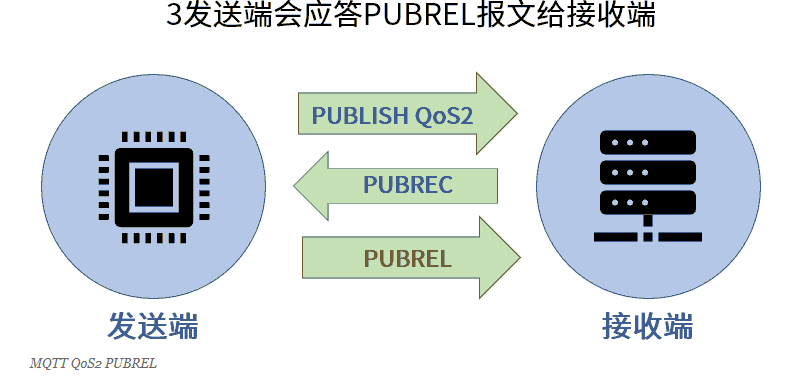 3发送端会应答PUBREL报文给接收端
PUBLISH QoS2
PUBREC
PUBREL
发送端
接收端
MQTT QoS2 PUBREL